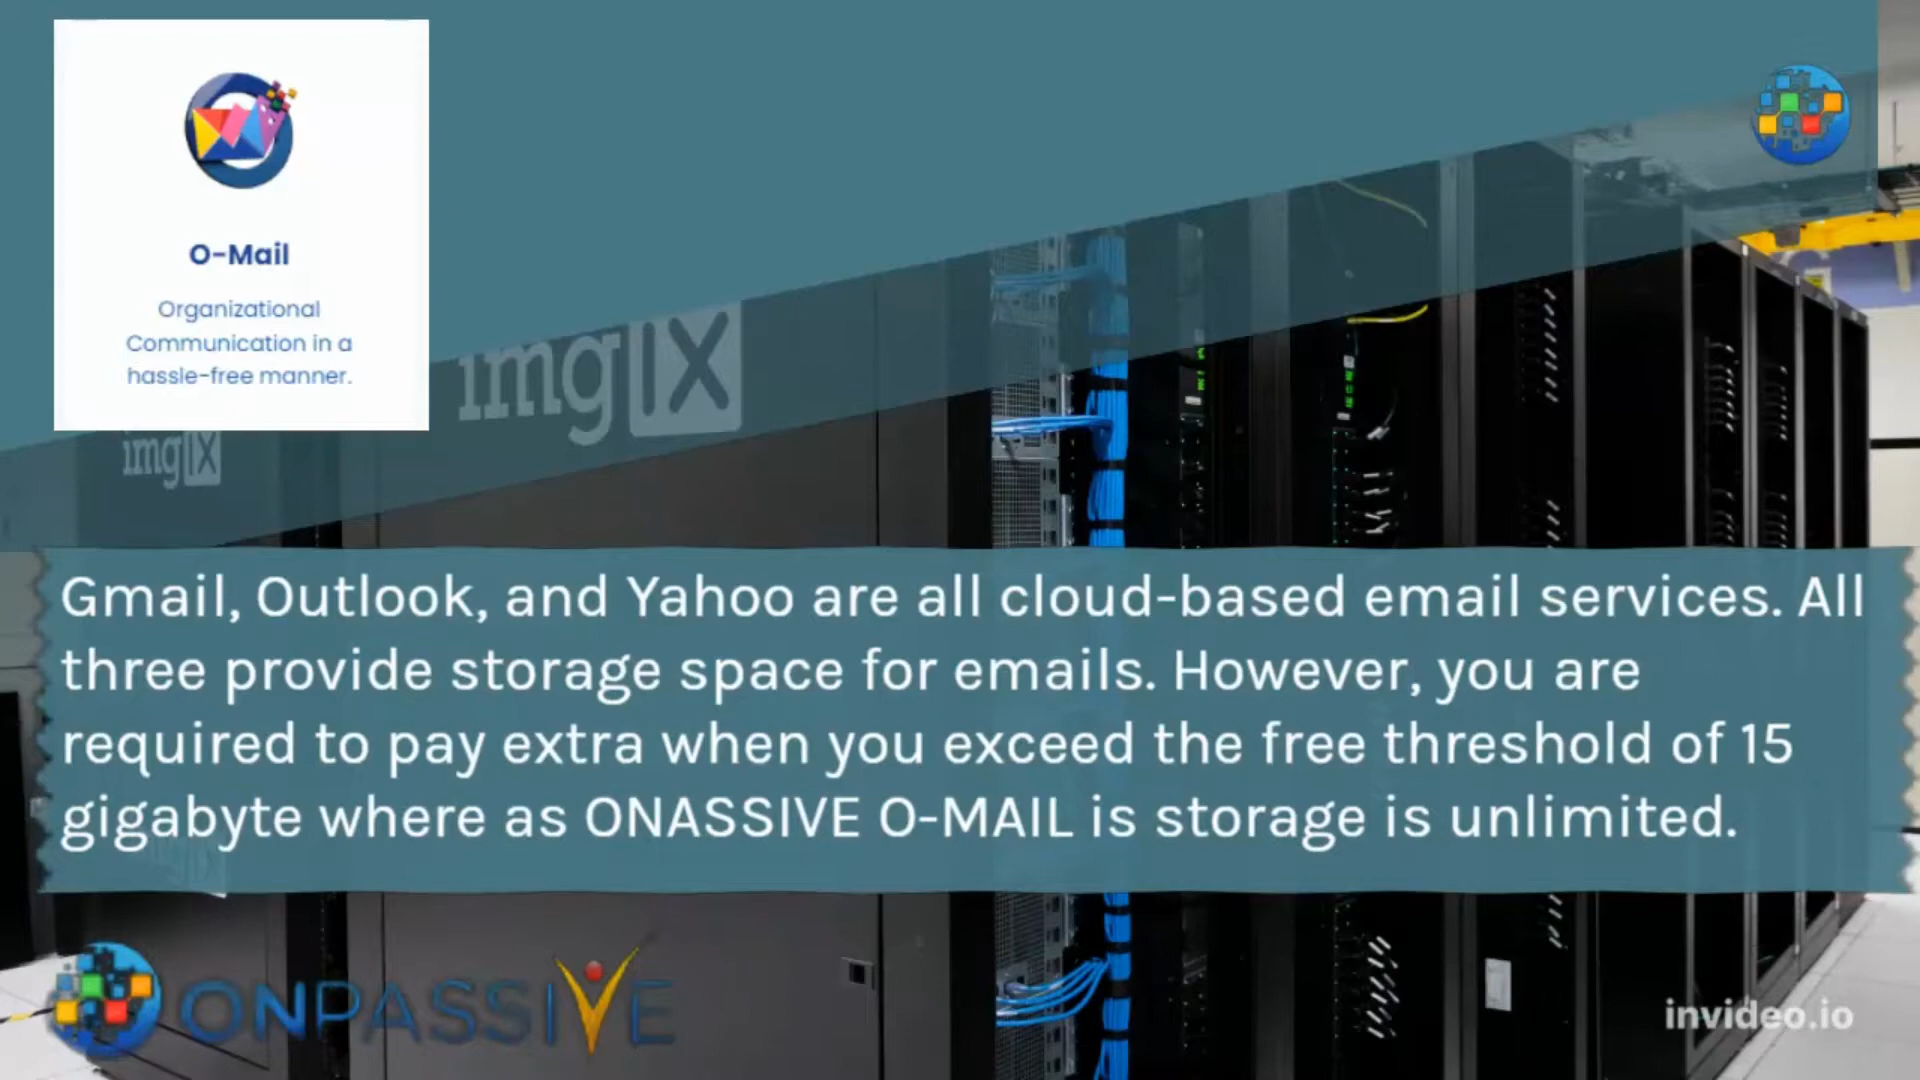 O-Mail
Organizational
Communication in a
hassle-free manner.
imgIX
imgIX
Gmail, Outlook, and Yahoo are all cloud-based email services. All
three provide storage space for emails. However, you are
required to pay extra when you exceed the free threshold of 15
gigabyte where as ONASSIVE O-MAIL is storage is unlimited.
ONPASSIVE
invideo.io